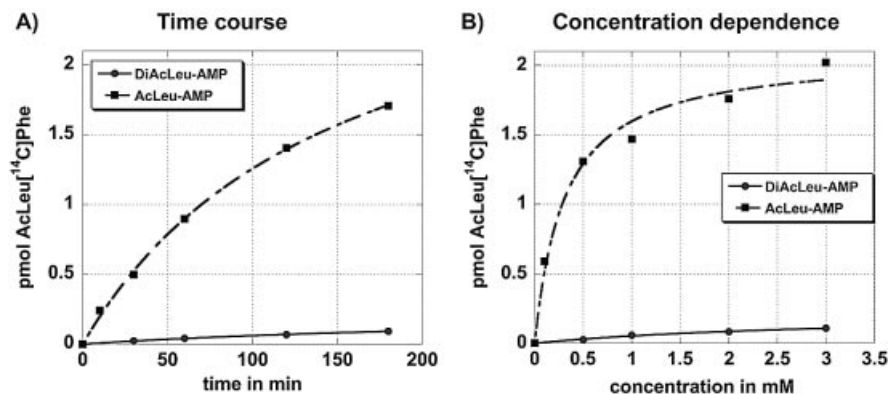 A) Time course
2
1.5
1
0.5
0
pmol AcLeu[¹⁴C]Phe
DiAcLeu-AMP
AcLeu-AMP
0 50 100 150 200
time in min
B) Concentration dependence
2
1.5
1
0.5
0
pmol AcLeu[¹⁴C]Phe
DiAcLeu-AMP
AcLeu-AMP
0 0.5 1 1.5 2 2.5 3 3.5
concentration in mM